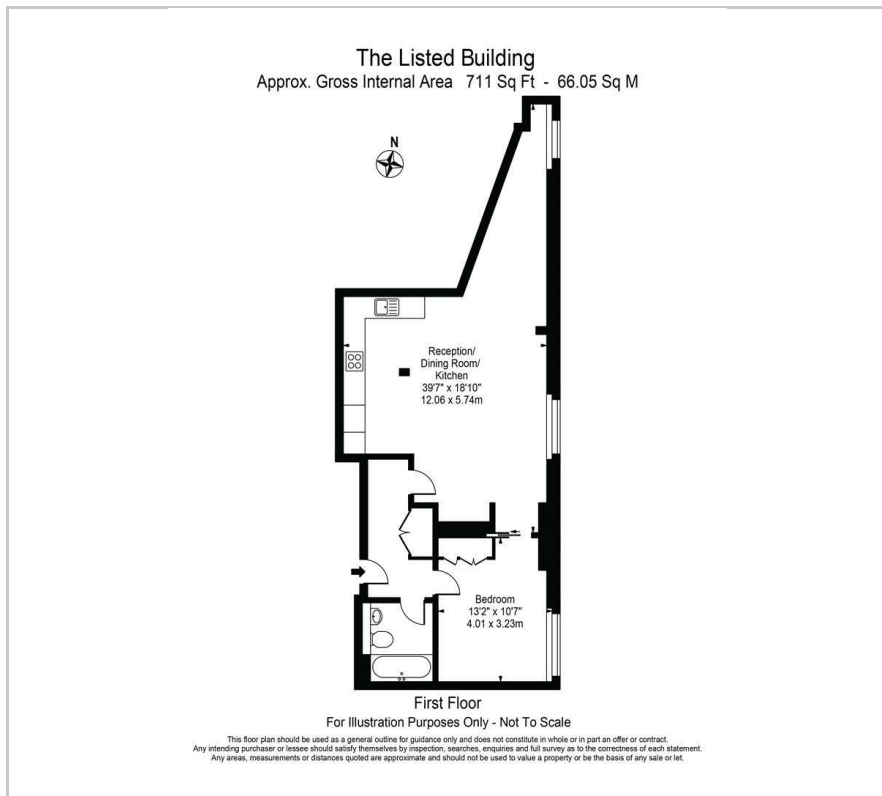 The Listed Building
Approx. Gross Internal Area 711 Sq Ft - 66.05 Sq M
N
Reception/
Dining Room/
Kitchen
39'7" x 18'10"
12.06 x 5.74m
Bedroom
13'2" x 10'7"
4.01 x 3.23m
First Floor
For Illustration Purposes Only - Not To Scale
This floor plan should be used as a general outline for guidance only and does not constitute in whole or in part an offer or contract.
Any intending purchaser or lessee should satisfy themselves by inspection, searches, enquiries and full survey as to the correctness of each statement.
Any areas, measurements or distances quoted are approximate and should not be used to value a property or be the basis of any sale or let.